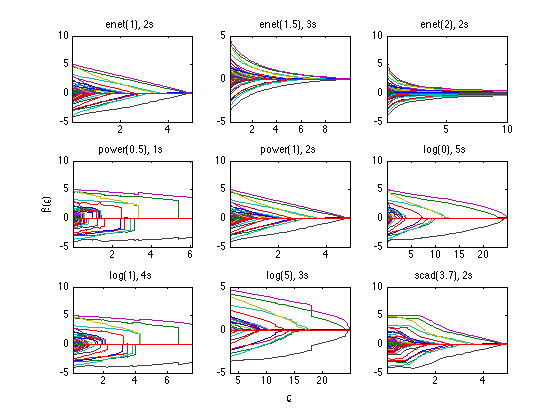 enet(1), 2s enet(1.5), 3s enet(2), 2s
10 5 10
5
5
0
0 0
-5 -5 -5
2 4 2 4 6 8 5 10
power(0.5), 1s power(1), 2s log(0), 5s
10 10 10
5 5 5
β(ρ)
0 0 0
-5 -5 -5
2 4 6 2 4 5 10 15 20
log(1), 4s log(5), 3s scad(3.7), 2s
10 5 10
5 5
0
0 0
-5 -5 -5
2 4 6 5 10 15 20 2 4
ρ